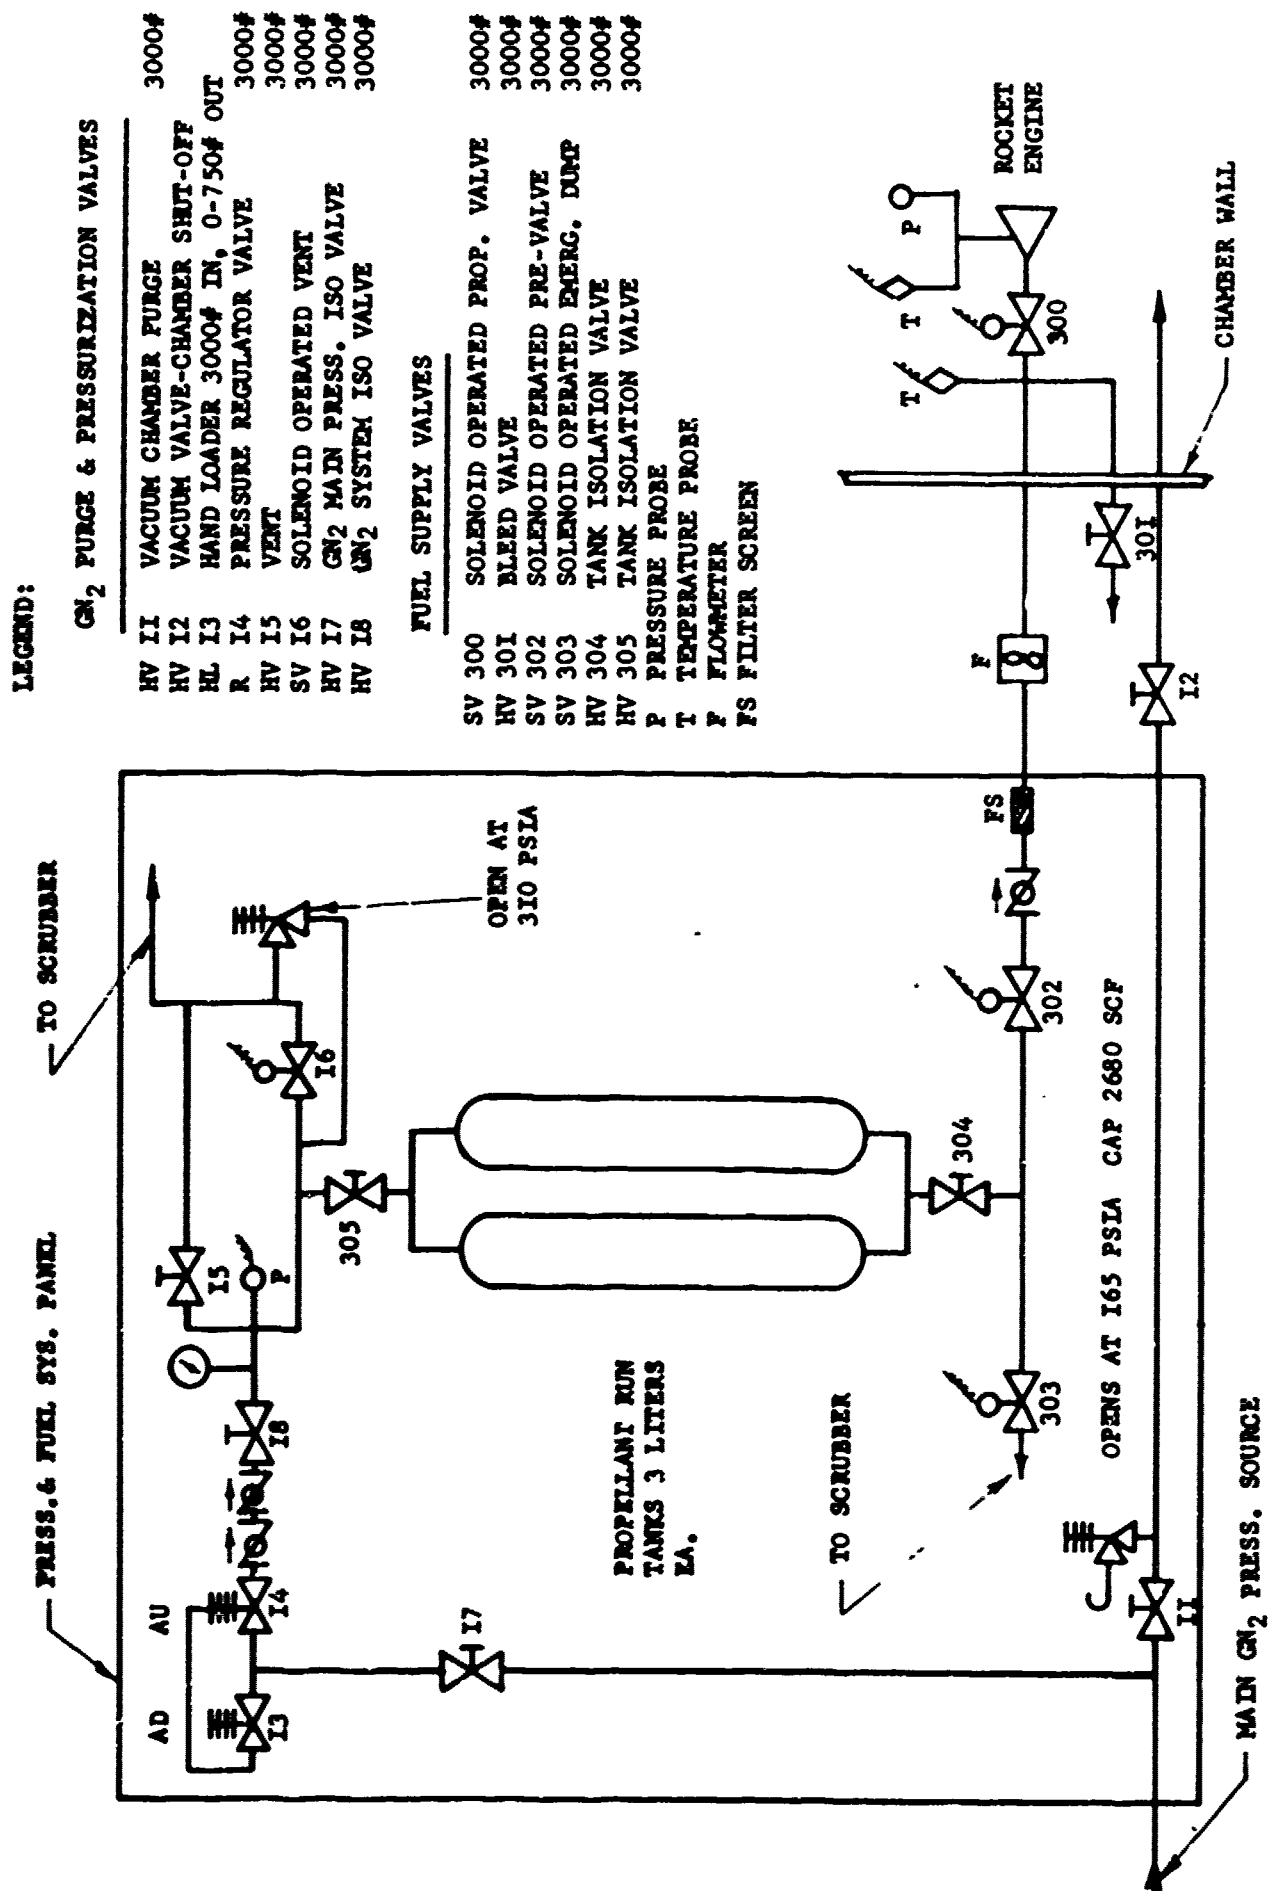 LEGEND:
GN2 PURGE & PRESSURIZATION VALVES
HV II VACUUM CHAMBER PURGE 3000#
HV I2 VACUUM VALVE-CHAMBER SHUT-OFF
HL I3 HAND LOADER 3000# IN, 0-750# OUT
R I4 PRESSURE REGULATOR VALVE 3000#
HV I5 VENT 3000#
SV I6 SOLENOID OPERATED VENT 3000#
HV I7 GN2 MAIN PRESS. ISO VALVE 3000#
HV I8 GN2 SYSTEM ISO VALVE 3000#
FUEL SUPPLY VALVES
SV 300 SOLENOID OPERATED PROP. VALVE 3000#
HV 30I BLEED VALVE 3000#
SV 302 SOLENOID OPERATED PRE-VALVE 3000#
SV 303 SOLENOID OPERATED EMERG. DUMP 3000#
HV 304 TANK ISOLATION VALVE 3000#
HV 305 TANK ISOLATION VALVE 3000#
P PRESSURE PROBE
T TEMPERATURE PROBE
F FLOWMETER
FS FILTER SCREEN
PRESS.& FUEL SYS. PANEL
TO SCRUBBER
AD
AU
I3
I4
I8
I5
P
I6
OPEN AT
3IO PSIA
I7
305
304
PROPELLANT RUN
TANKS 3 LITERS
EA.
TO SCRUBBER
303
302
FS
F
T
T
P
300
ROCKET
ENGINE
OPENS AT I65 PSIA CAP 2680 SCF
30I
II
I2
CHAMBER WALL
MAIN GN2 PRESS. SOURCE